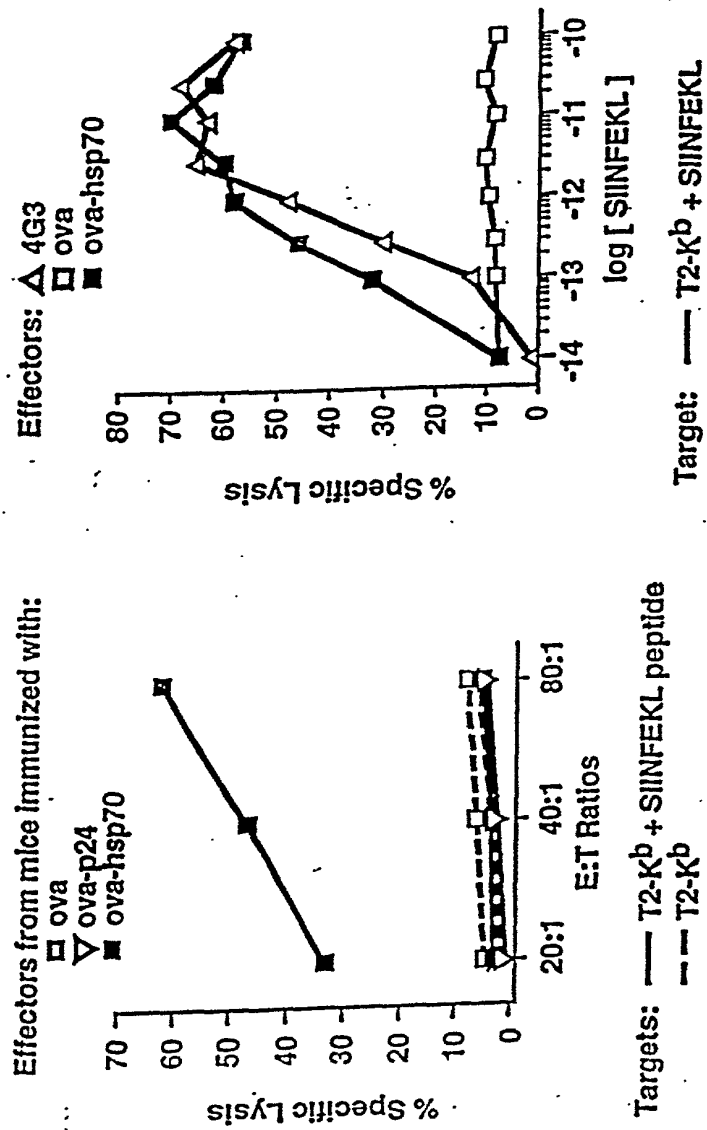 Effectors from mice immunized with:
ova
ova-p24
ova-hsp70
% Specific Lysis
70
60
50
40
30
20
10
0
20:1
40:1
80:1
E:T Ratios
Targets: T2-Kb + SIINFEKL peptide
T2-Kb
Effectors: 4G3
ova
ova-hsp70
% Specific Lysis
80
70
60
50
40
30
20
10
0
-14
-13
-12
-11
-10
log [ SIINFEKL ]
Target: T2-Kb + SIINFEKL